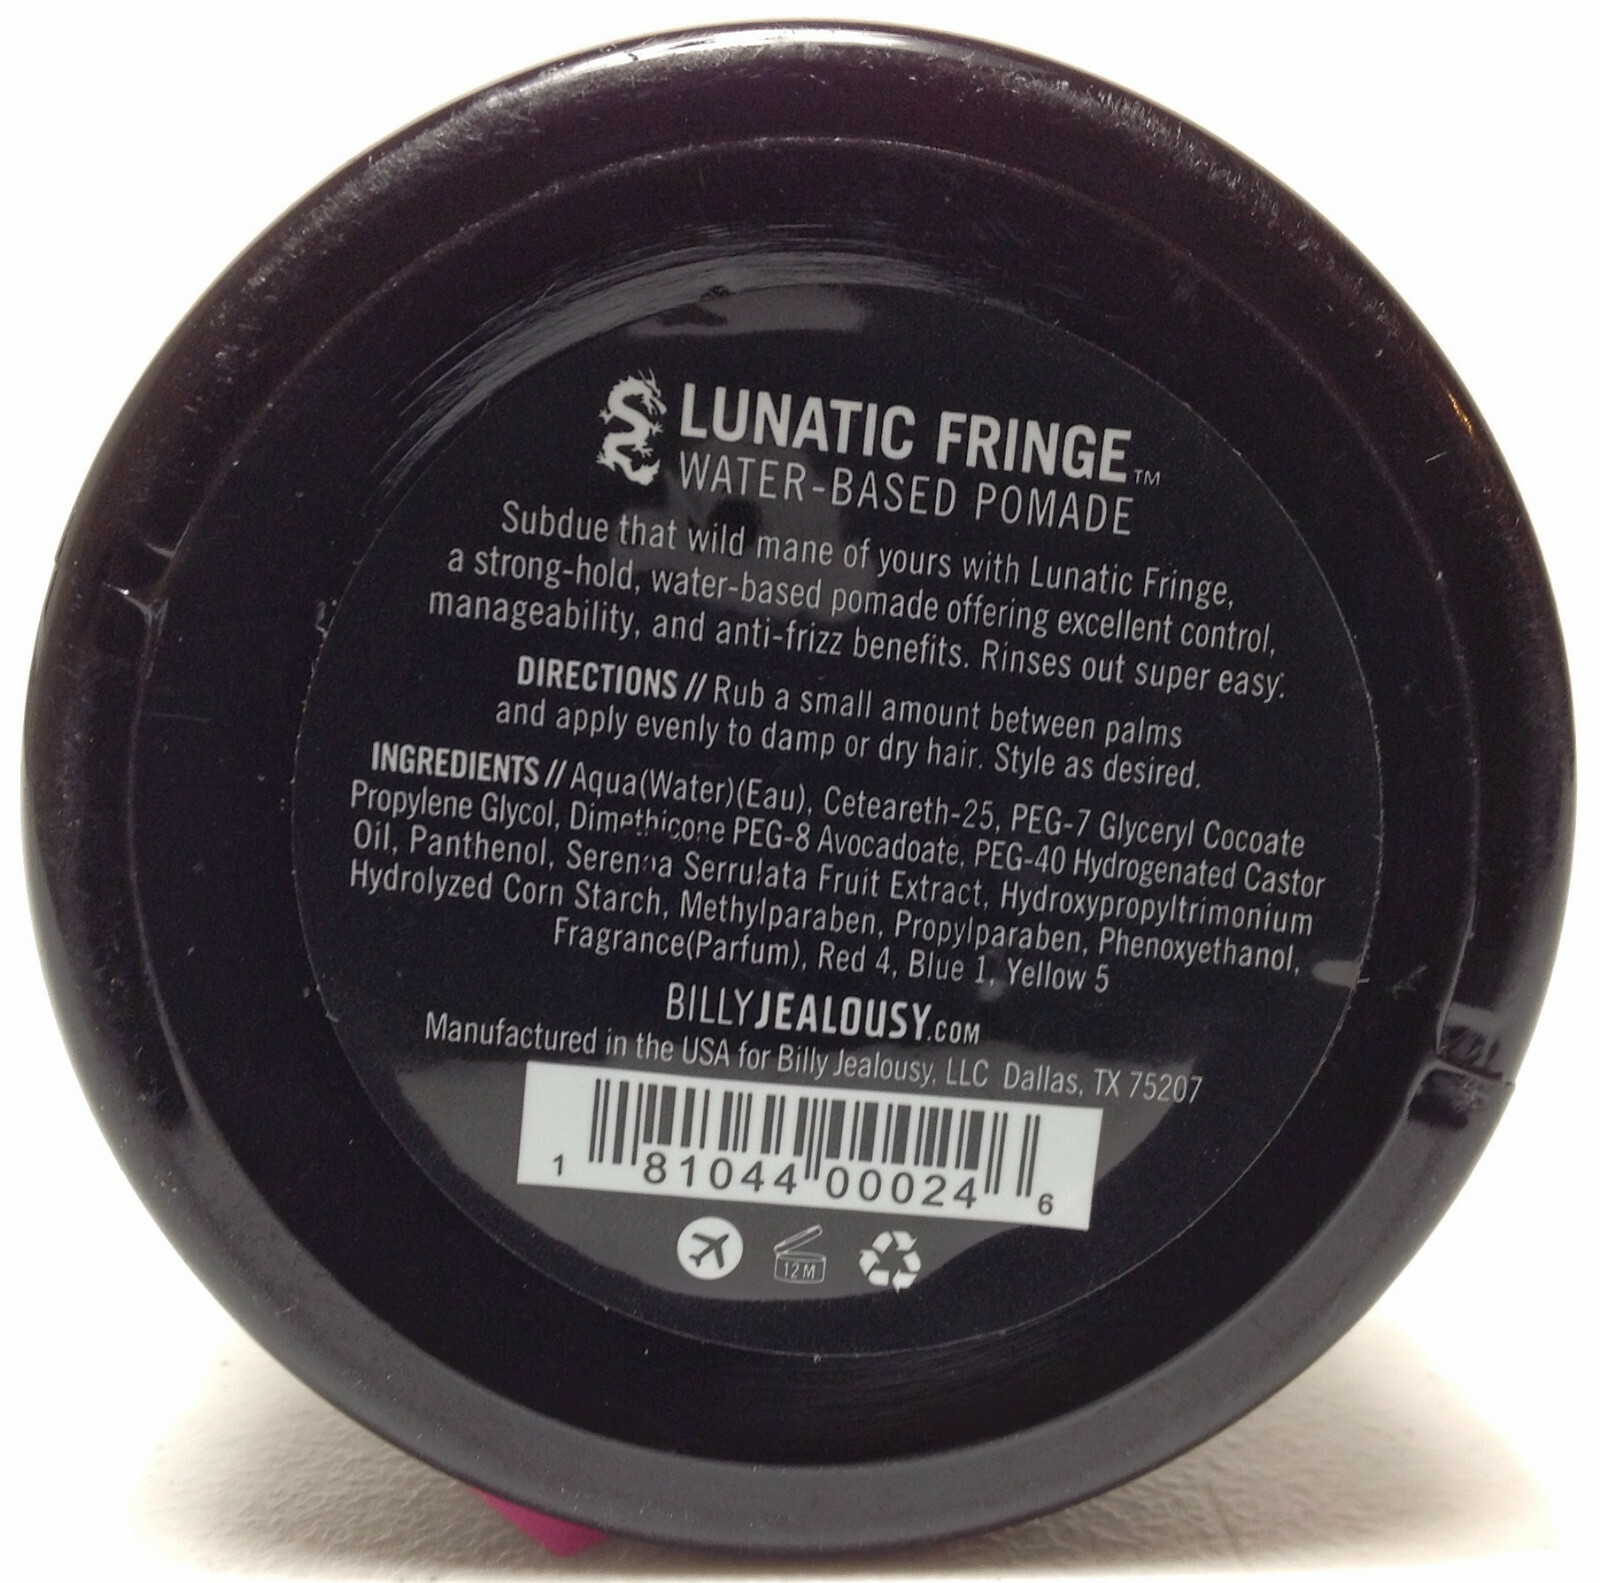 LUNATIC FRINGE™
WATER-BASED POMADE
Subdue that wild mane of yours with Lunatic Fringe,
a strong-hold, water-based pomade offering excellent control,
manageability, and anti-frizz benefits. Rinses out super easy.
DIRECTIONS // Rub a small amount between palms
and apply evenly to damp or dry hair. Style as desired.
INGREDIENTS // Aqua(Water)(Eau), Ceteareth-25, PEG-7 Glyceryl Cocoate
Propylene Glycol, Dimethicone PEG-8 Avocadoate, PEG-40 Hydrogenated Castor
Oil, Panthenol, Serenoa Serrulata Fruit Extract, Hydroxypropyltrimonium
Hydrolyzed Corn Starch, Methylparaben, Propylparaben, Phenoxyethanol,
Fragrance(Parfum), Red 4, Blue 1, Yellow 5
BILLYJEALOUSY.COM
Manufactured in the USA for Billy Jealousy, LLC Dallas, TX 75207
1 81044 00024 6
12 M